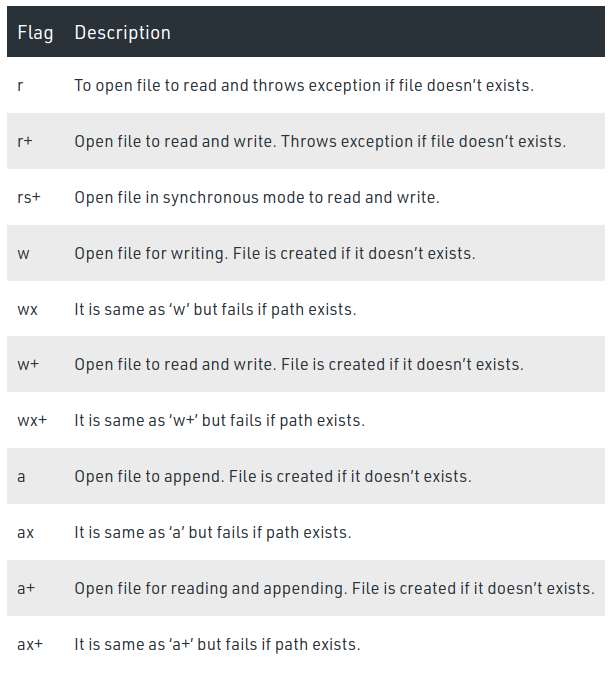 Flag Description
r To open file to read and throws exception if file doesn’t exists.
r+ Open file to read and write. Throws exception if file doesn’t exists.
rs+ Open file in synchronous mode to read and write.
w Open file for writing. File is created if it doesn’t exists.
wx It is same as ‘w’ but fails if path exists.
w+ Open file to read and write. File is created if it doesn’t exists.
wx+ It is same as ‘w+’ but fails if path exists.
a Open file to append. File is created if it doesn’t exists.
ax It is same as ‘a’ but fails if path exists.
a+ Open file for reading and appending. File is created if it doesn’t exists.
ax+ It is same as ‘a+’ but fails if path exists.